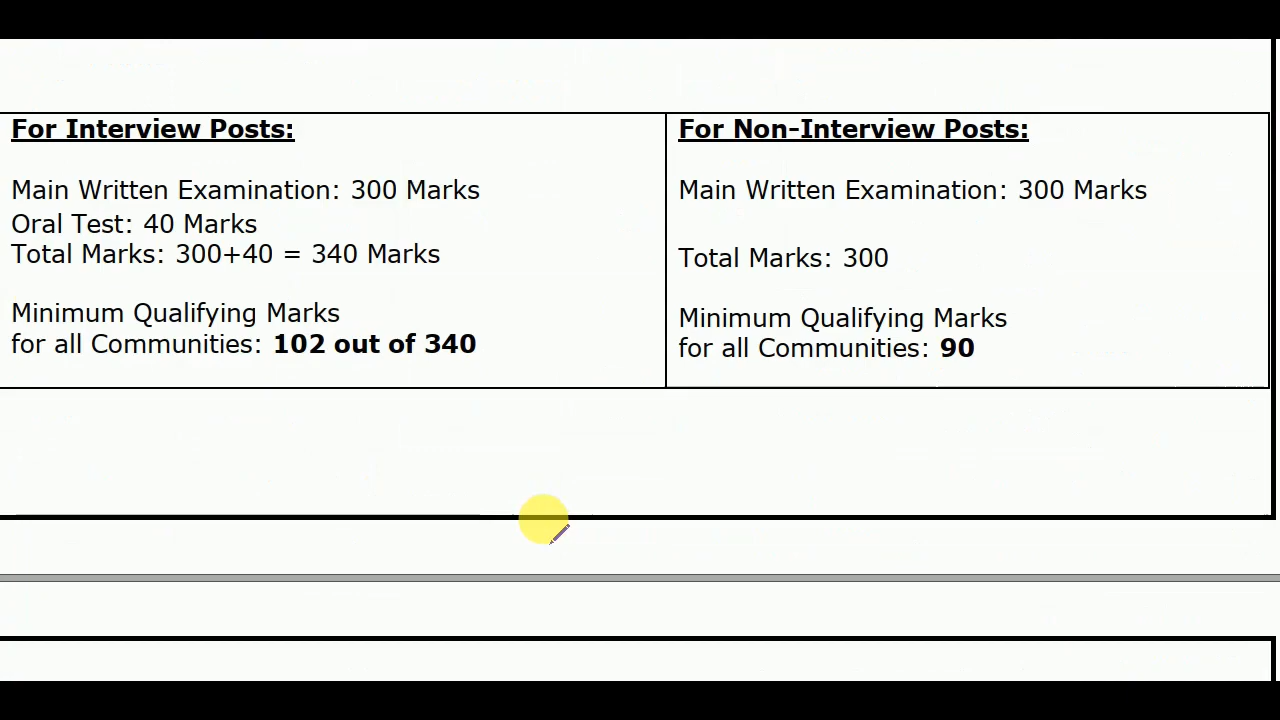 For Interview Posts:
Main Written Examination: 300 Marks
Oral Test: 40 Marks
Total Marks: 300+40 = 340 Marks
Minimum Qualifying Marks
for all Communities: 102 out of 340
For Non-Interview Posts:
Main Written Examination: 300 Marks
Total Marks: 300
Minimum Qualifying Marks
for all Communities: 90